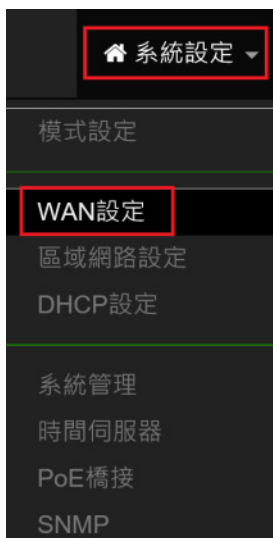 系統設定
模式設定
WAN設定
區域網路設定
DHCP設定
系統管理
時間伺服器
PoE橋接
SNMP